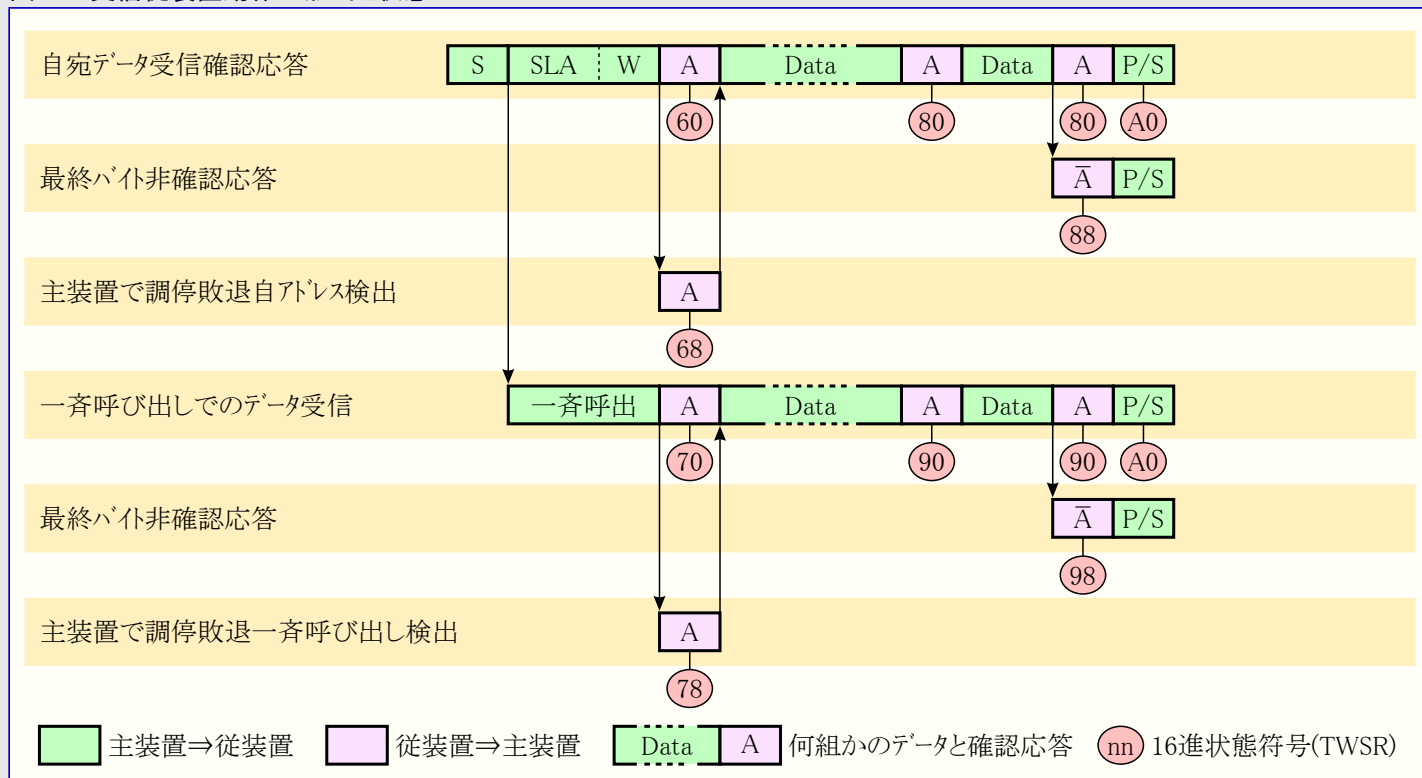 自宛データ受信確認応答 S SLA W A Data A Data A P/S
60 80 80 A0
最終バイト非確認応答 A̅ P/S
88
主装置で調停敗退自アドレス検出 A
68
一斉呼び出しでのデータ受信 一斉呼出 A Data A Data A P/S
70 90 90 A0
最終バイト非確認応答 A̅ P/S
98
主装置で調停敗退一斉呼び出し検出 A
78
主装置⇒従装置 従装置⇒主装置 Data A 何組かのデータと確認応答 nn 16進状態符号(TWSR)